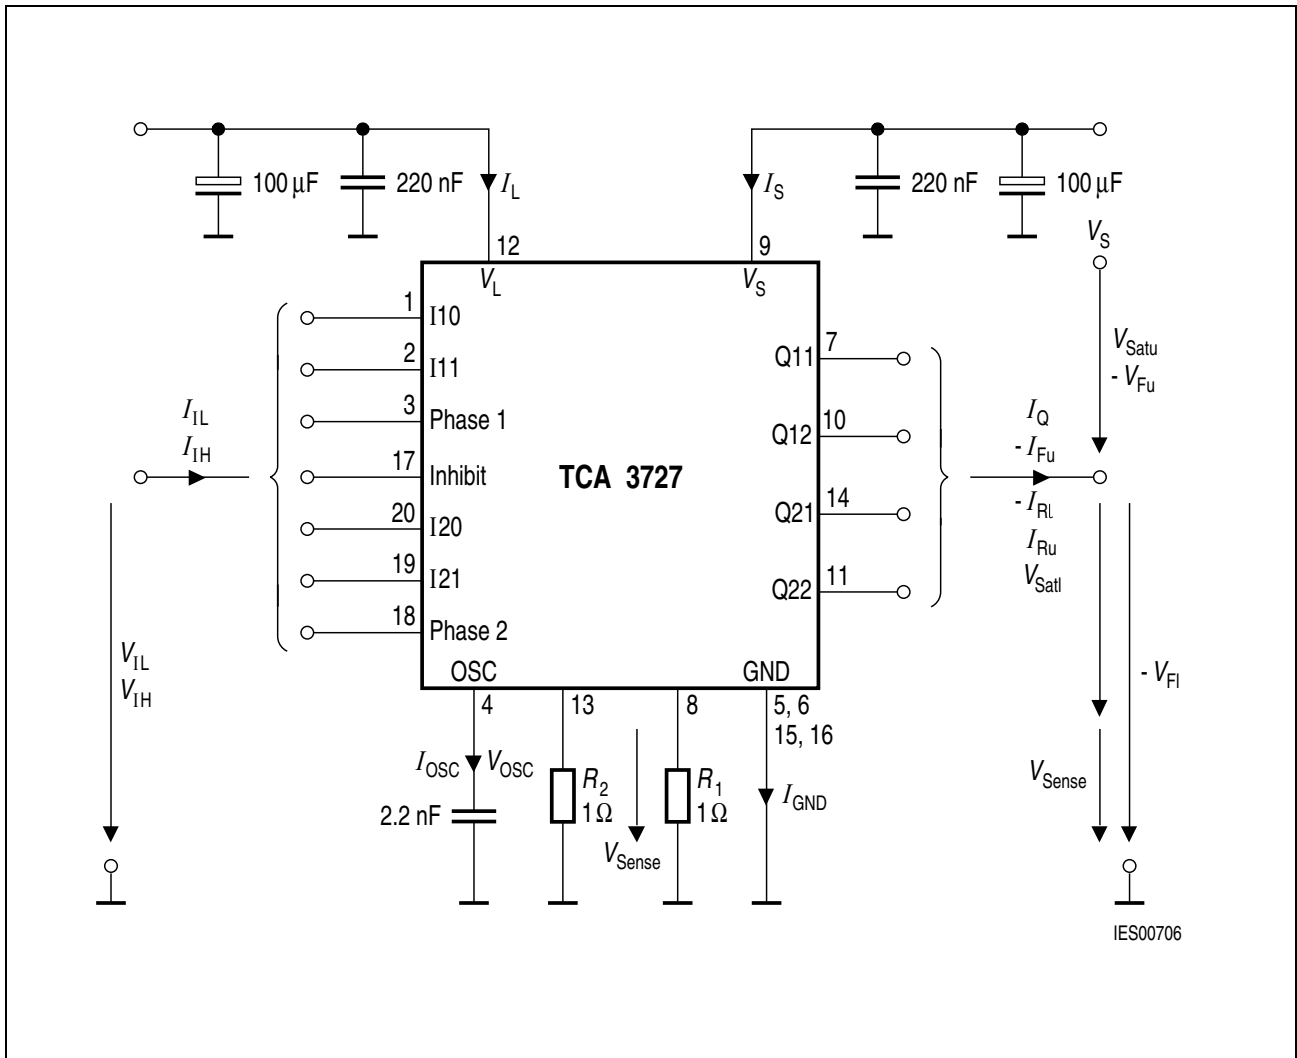 100 µF
220 nF
I_L
I_S
220 nF
100 µF
12
9
V_S
V_L
V_S
1
I10
2
I11
3
Phase 1
17
Inhibit
20
I20
19
I21
18
Phase 2
TCA 3727
7
Q11
10
Q12
14
Q21
11
Q22
I_IL
I_IH
V_IL
V_IH
I_Q
- I_Fu
- I_Rl
I_Ru
V_Satl
V_Satu
- V_Fu
- V_Fl
V_Sense
OSC
GND
4
13
8
5, 6
15, 16
I_OSC
V_OSC
2.2 nF
R_2
1 Ω
V_Sense
R_1
1 Ω
I_GND
IES00706